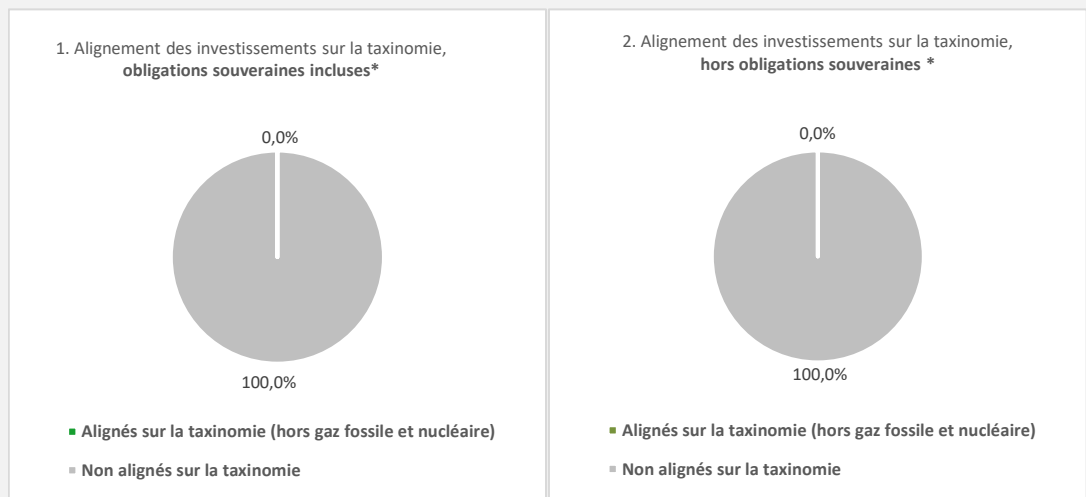 1. Alignement des investissements sur la taxinomie,
obligations souveraines incluses*
0,0%
100,0%
Alignés sur la taxinomie (hors gaz fossile et nucléaire)
Non alignés sur la taxinomie
2. Alignement des investissements sur la taxinomie,
hors obligations souveraines *
0,0%
100,0%
Alignés sur la taxinomie (hors gaz fossile et nucléaire)
Non alignés sur la taxinomie